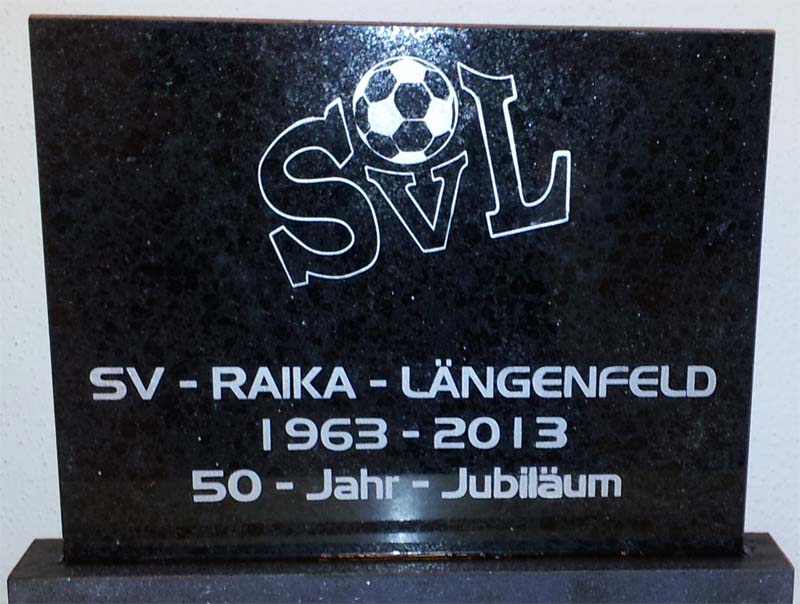 SVL
SV - RAIKA - LÄNGENFELD
1963 - 2013
50 - Jahr - Jubiläum